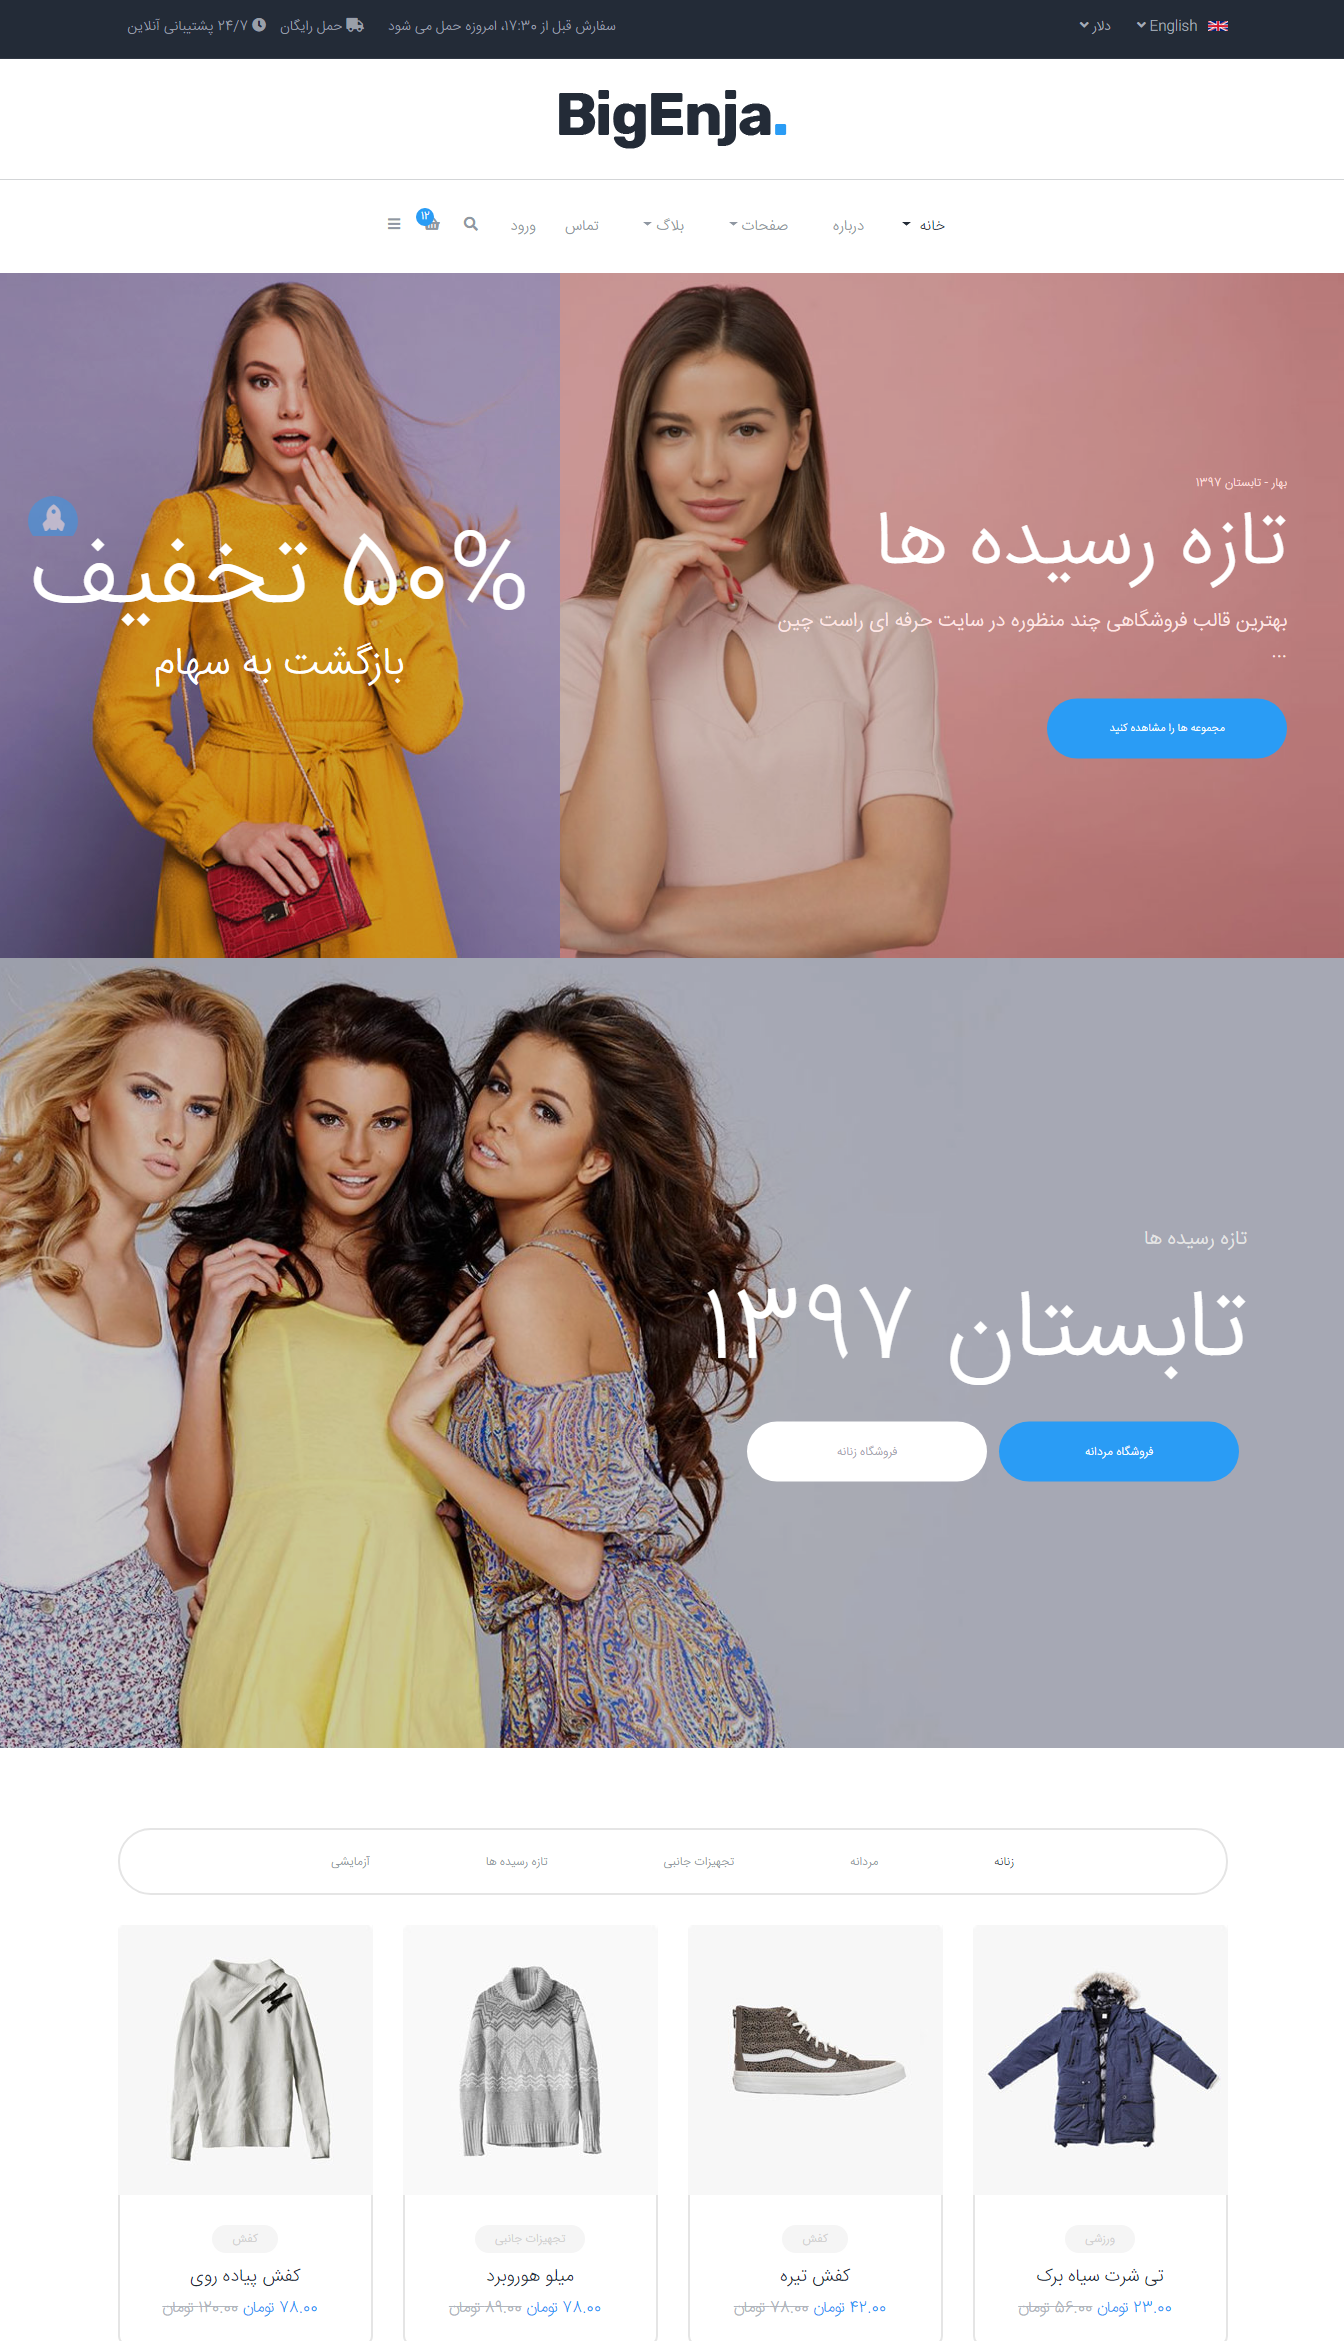 English دلار سفارش قبل از ۱۷:۳۰، امروزه حمل می شود حمل رایگان ۲۴/۷ پشتیبانی آنلاین
BigEnja.
خانه درباره صفحات بلاگ تماس ورود ۱۲
بهار - تابستان ۱۳۹۷
تازه رسیده ها
بهترین قالب فروشگاهی چند منظوره در سایت حرفه ای راست چین
...
مجموعه ها را مشاهده کنید
۵۰% تخفیف
بازگشت به سهام
تازه رسیده ها
تابستان ۱۳۹۷
فروشگاه مردانه فروشگاه زنانه
زنانه مردانه تجهیزات جانبی تازه رسیده ها آزمایشی
ورزشی
تی شرت سیاه برک
۲۳.۰۰ تومان ۵۶.۰۰ تومان
کفش
کفش تیره
۴۲.۰۰ تومان ۷۸.۰۰ تومان
تجهیزات جانبی
میلو هوروبرد
۷۸.۰۰ تومان ۸۹.۰۰ تومان
کفش
کفش پیاده روی
۷۸.۰۰ تومان ۱۲۰.۰۰ تومان